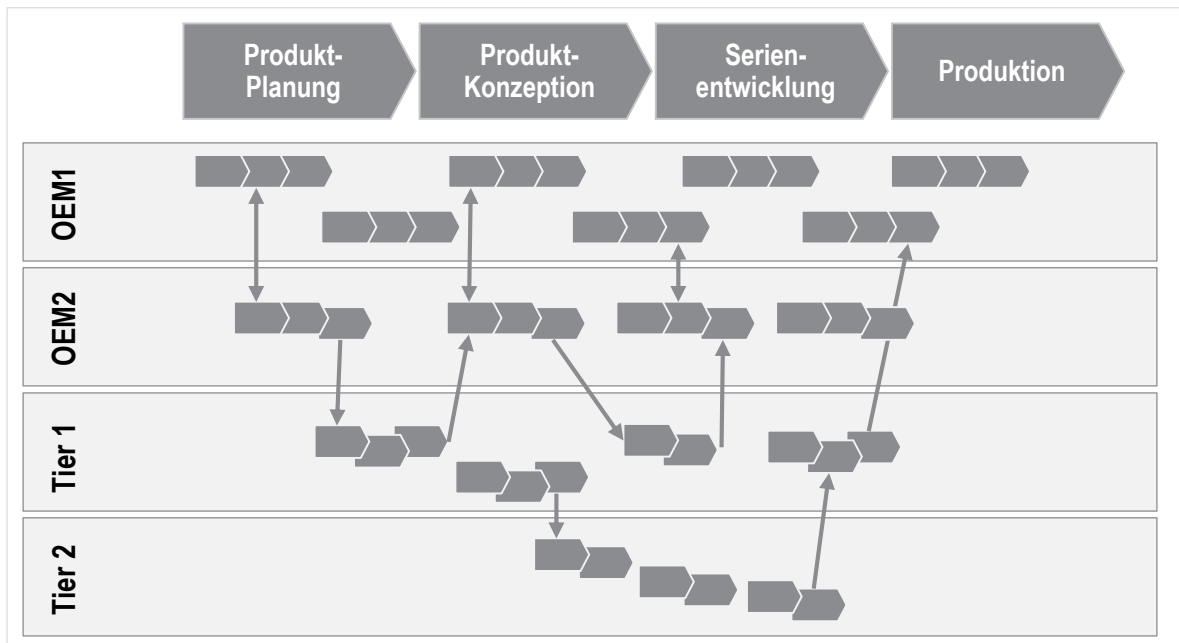 Produkt-
Planung
Produkt-
Konzeption
Serien-
entwicklung
Produktion
OEM1
OEM2
Tier 1
Tier 2